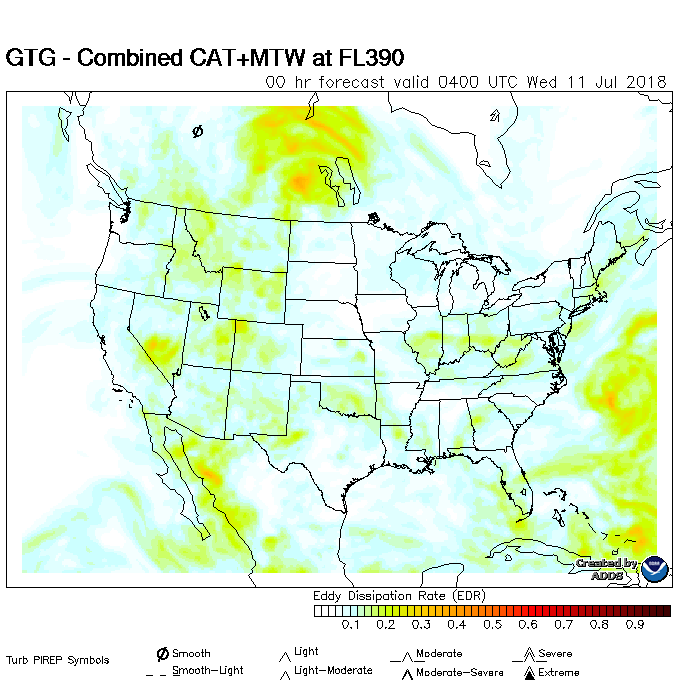 GTG - Combined CAT+MTW at FL390
00 hr forecast valid 0400 UTC Wed 11 Jul 2018
Created by
ADDS
Eddy Dissipation Rate (EDR)
0.1 0.2 0.3 0.4 0.5 0.6 0.7 0.8 0.9
Turb PIREP Symbols
Smooth Light Moderate Severe
Smooth-Light Light-Moderate Moderate-Severe Extreme